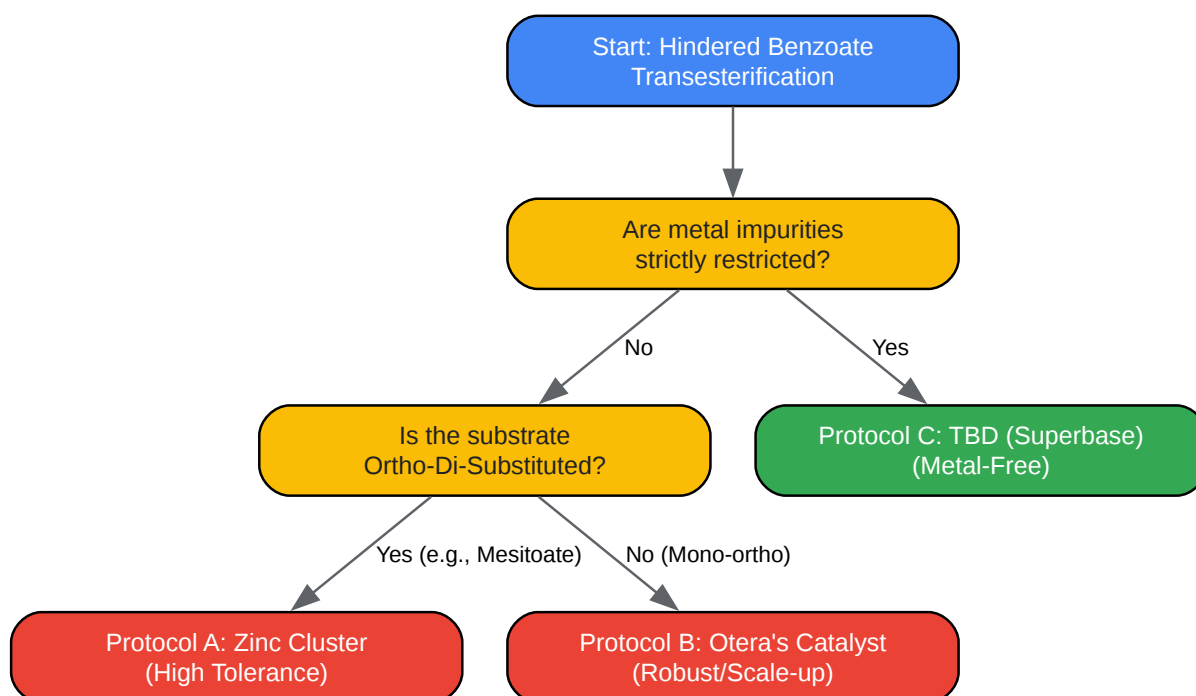 Start: Hindered Benzoate
Transesterification
Are metal impurities
strictly restricted?
No
Yes
Is the substrate
Ortho-Di-Substituted?
Protocol C: TBD (Superbase)
(Metal-Free)
Yes (e.g., Mesitoate)
No (Mono-ortho)
Protocol A: Zinc Cluster
(High Tolerance)
Protocol B: Otera's Catalyst
(Robust/Scale-up)